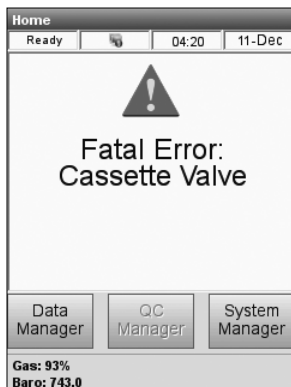 Home
Ready 04:20 11-Dec
Fatal Error:
Cassette Valve
Data
Manager
QC
Manager
System
Manager
Gas: 93%
Baro: 743.0